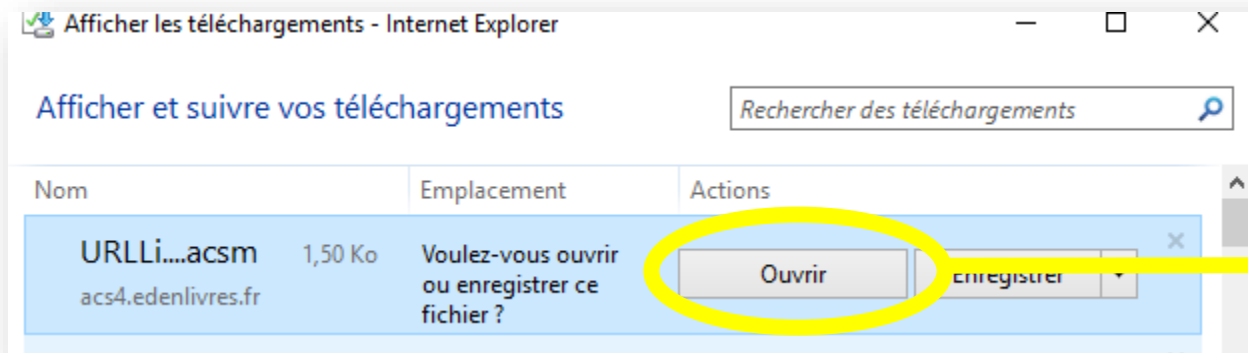 Afficher les téléchargements - Internet Explorer
Afficher et suivre vos téléchargements
Rechercher des téléchargements
Nom Emplacement Actions
URLLi....acsm 1,50 Ko
acs4.edenlivres.fr
Voulez-vous ouvrir
ou enregistrer ce
fichier ?
Ouvrir Enregistrer